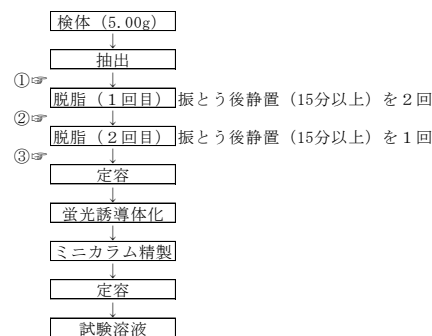 検体（5.00g）
↓
抽出
①☞ ↓
脱脂（１回目） 振とう後静置（15分以上）を２回
②☞ ↓
脱脂（２回目） 振とう後静置（15分以上）を１回
③☞ ↓
定容
↓
蛍光誘導体化
↓
ミニカラム精製
↓
定容
↓
試験溶液